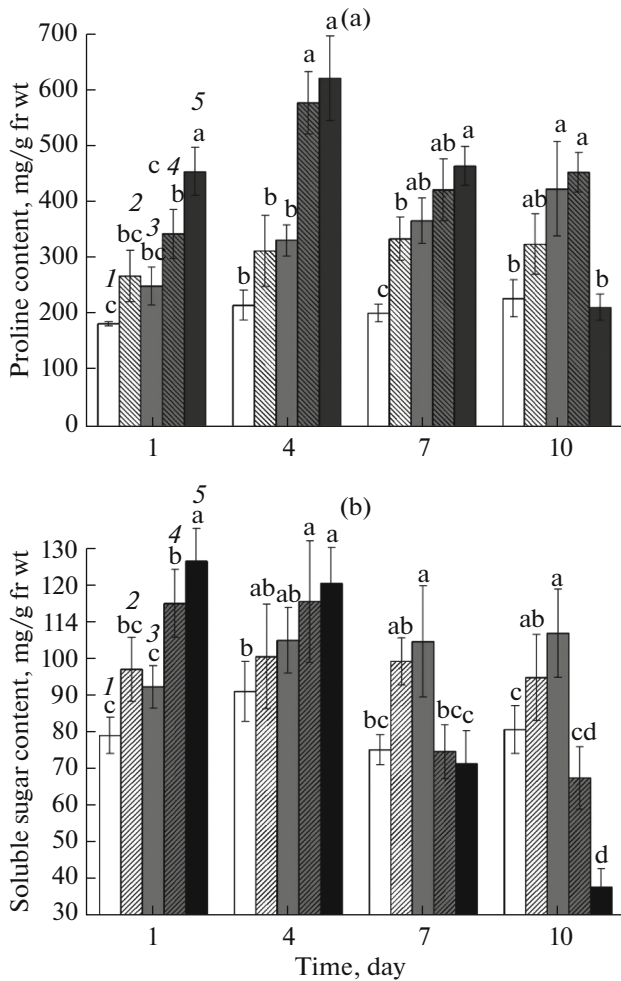 (a)
Proline content, mg/g fr wt
700
600
500
400
300
200
100
0
1
c
2
bc
3
bc
c
4
b
5
a
b
b
b
a
a
c
ab
ab
ab
a
b
ab
a
a
b
1
4
7
10
(b)
Soluble sugar content, mg/g fr wt
130
120
114
100
90
80
70
60
50
40
30
1
c
2
bc
3
c
4
b
5
a
b
ab
ab
a
a
bc
ab
a
bc
c
c
ab
a
cd
d
1
4
7
10
Time, day